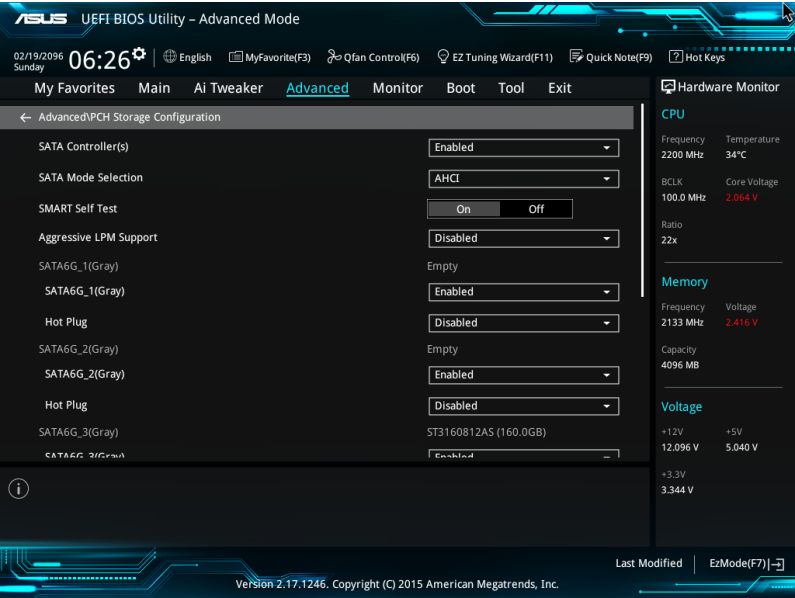 ASUS UEFI BIOS Utility – Advanced Mode
02/19/2096
Sunday
06:26
English MyFavorite(F3) Qfan Control(F6) EZ Tuning Wizard(F11) Quick Note(F9) ? Hot Keys
My Favorites Main Ai Tweaker Advanced Monitor Boot Tool Exit
← Advanced\PCH Storage Configuration
SATA Controller(s) Enabled
SATA Mode Selection AHCI
SMART Self Test On Off
Aggressive LPM Support Disabled
SATA6G_1(Gray) Empty
SATA6G_1(Gray) Enabled
Hot Plug Disabled
SATA6G_2(Gray) Empty
SATA6G_2(Gray) Enabled
Hot Plug Disabled
SATA6G_3(Gray) ST3160812AS (160.0GB)
SATA6G_3(Gray) Enabled
i
Hardware Monitor
CPU
Frequency Temperature
2200 MHz 34°C
BCLK Core Voltage
100.0 MHz 2.064 V
Ratio
22x
Memory
Frequency Voltage
2133 MHz 2.416 V
Capacity
4096 MB
Voltage
+12V +5V
12.096 V 5.040 V
+3.3V
3.344 V
Last Modified EzMode(F7)
Version 2.17.1246. Copyright (C) 2015 American Megatrends, Inc.